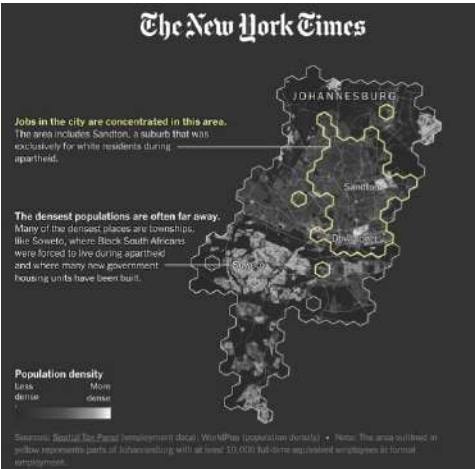 The New York Times
JOHANNESBURG
Jobs in the city are concentrated in this area.
The area includes Sandton, a suburb that was
exclusively for white residents during
apartheid.
Sandton
The densest populations are often far away.
Many of the densest places are townships,
like Soweto, where Black South Africans
were forced to live during apartheid
and where many new government
housing units have been built.
Downtown
Soweto
Population density
Less More
dense dense
Sources: Spatial Tax Panel (employment data); WorldPop (population density) • Note: The area outlined in
yellow represents parts of Johannesburg with at least 10,000 full-time equivalent employees in formal
employment.